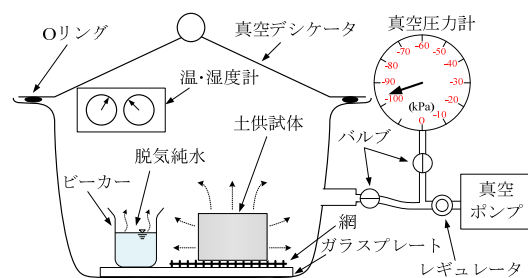 Oリング
真空デシケータ
真空圧力計
温・湿度計
-60
-70
-50
-80
-40
-90
-30
-100
-20
(kPa)
-10
0
土供試体
バルブ
脱気純水
ビーカー
真空
ポンプ
網
ガラスプレート
レギュレータ